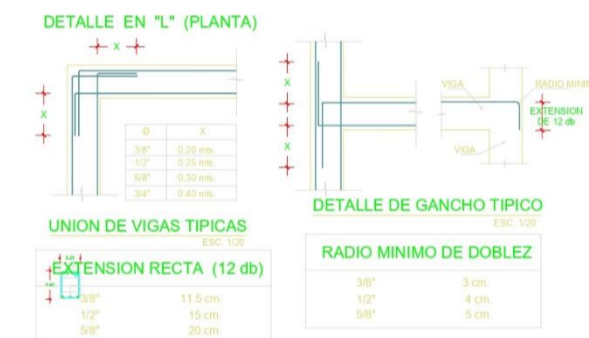 DETALLE EN "L" (PLANTA)
X
X
Ø X
3/8" 0.20 mts.
1/2" 0.25 mts.
5/8" 0.30 mts.
3/4" 0.40 mts.
UNION DE VIGAS TIPICAS
ESC. 1/20
X
X
VIGA
RADIO MINI
EXTENSION
DE 12 db
VIGA
DETALLE DE GANCHO TIPICO
ESC. 1/20
EXTENSION RECTA (12 db)
3/8" 11.5 cm.
1/2" 15 cm.
5/8" 20 cm.
RADIO MINIMO DE DOBLEZ
3/8" 3 cm.
1/2" 4 cm.
5/8" 5 cm.